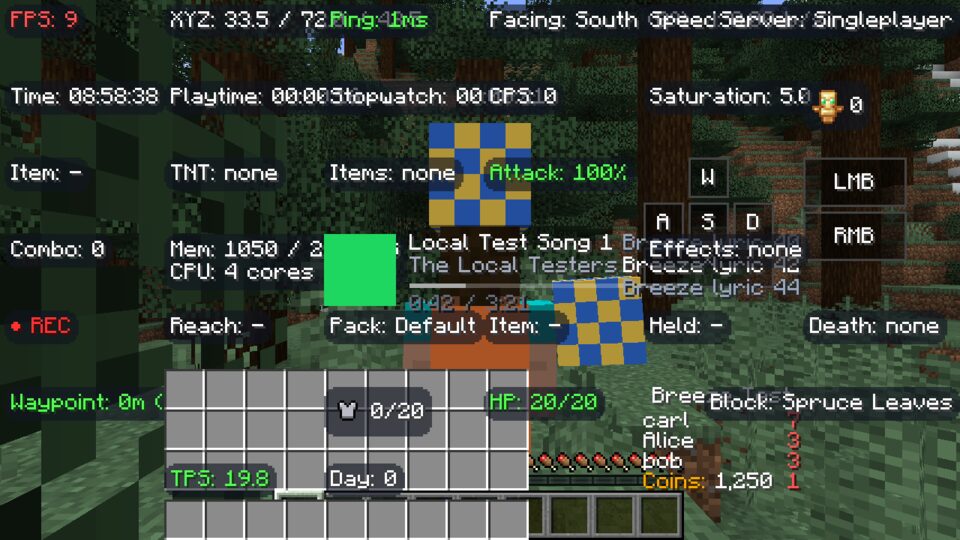 FPS: 9
XYZ: 33.5 / 72
Ping: 1ms
Facing: South
Speed
Server: Singleplayer
Time: 08:58:38
Playtime: 00:00
Stopwatch: 00:00
CPS: 0
Saturation: 5.0
0
Item: -
TNT: none
Items: none
Attack: 100%
W
LMB
A S D
RMB
Combo: 0
Mem: 1050 / 2
CPU: 4 cores
Local Test Song 1
The Local Testers
0:42 / 3:21
Effects: none
Breeze lyric 42
Breeze lyric 44
• REC
Reach: -
Pack: Default
Item: -
Held: -
Death: none
Waypoint: 0m (
0/20
HP: 20/20
Block: Spruce Leaves
carl
Alice 3
bob 3
Coins: 1,250 1
TPS: 19.8
Day: 0